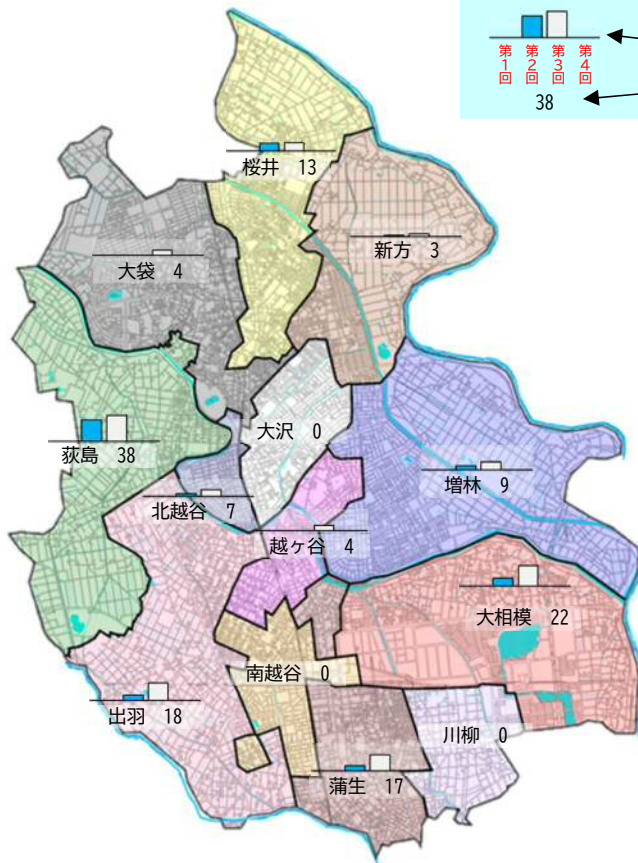 第1回 第2回 第3回 第4回
38
桜井 13
新方 3
大袋 4
大沢 0
荻島 38
増林 9
北越谷 7
越ヶ谷 4
大相模 22
南越谷 0
出羽 18
川柳 0
蒲生 17